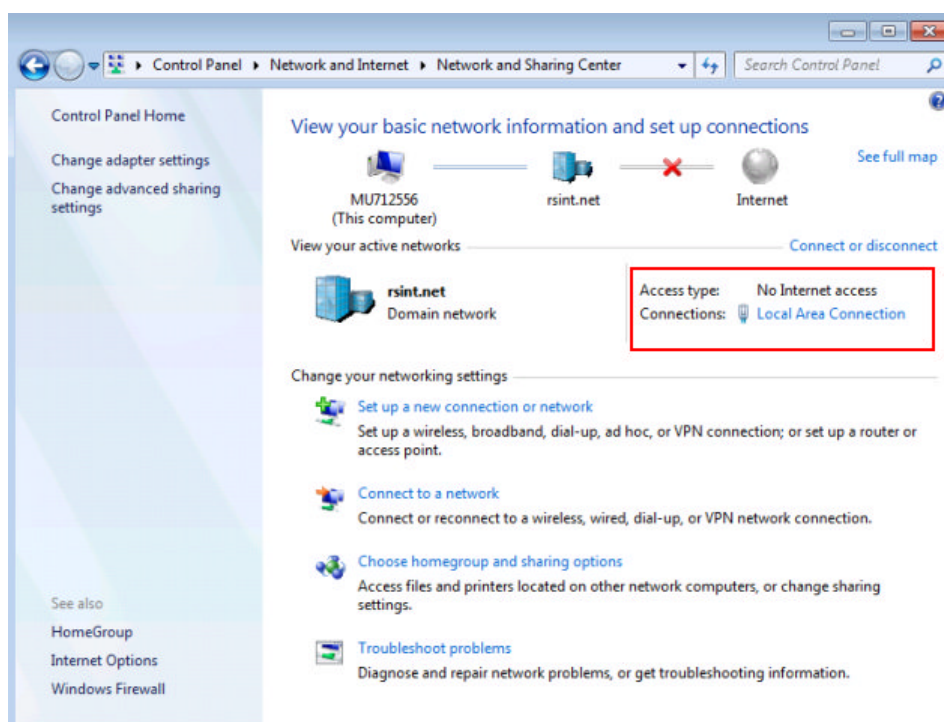 Control Panel ▸ Network and Internet ▸ Network and Sharing Center
Search Control Panel
Control Panel Home
Change adapter settings
Change advanced sharing
settings
View your basic network information and set up connections
See full map
MU712556
(This computer)
rsint.net
Internet
View your active networks
Connect or disconnect
rsint.net
Domain network
Access type: No Internet access
Connections: Local Area Connection
Change your networking settings
Set up a new connection or network
Set up a wireless, broadband, dial-up, ad hoc, or VPN connection; or set up a router or
access point.
Connect to a network
Connect or reconnect to a wireless, wired, dial-up, or VPN network connection.
Choose homegroup and sharing options
Access files and printers located on other network computers, or change sharing
settings.
Troubleshoot problems
Diagnose and repair network problems, or get troubleshooting information.
See also
HomeGroup
Internet Options
Windows Firewall